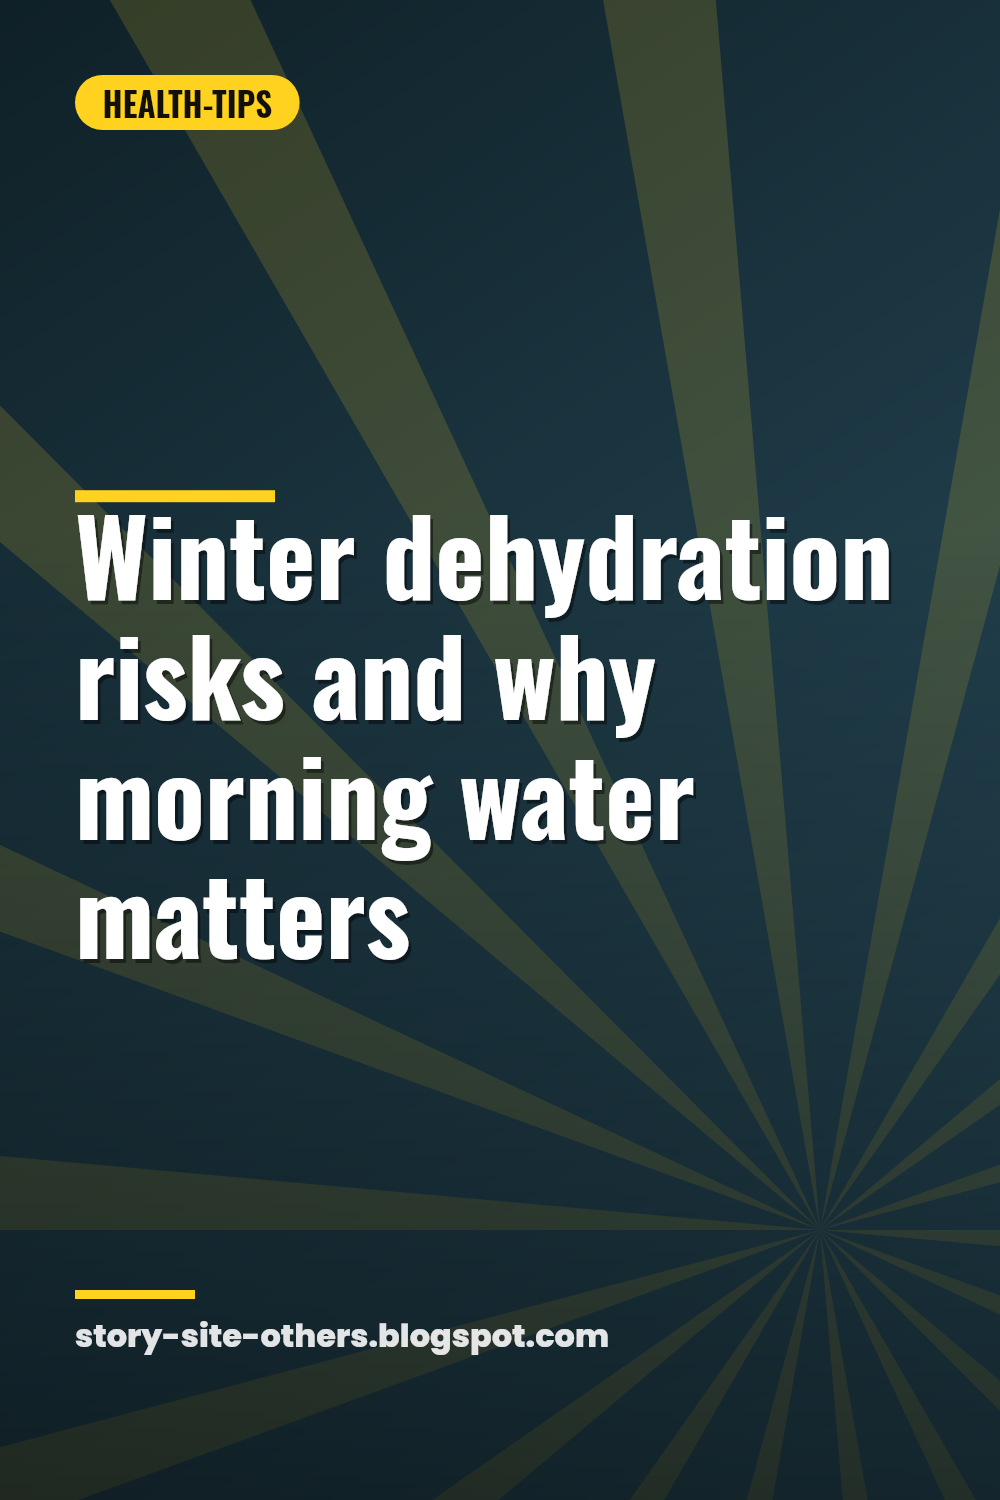 HEALTH-TIPS
Winter dehydration
risks and why
morning water
matters
story-site-others.blogspot.com